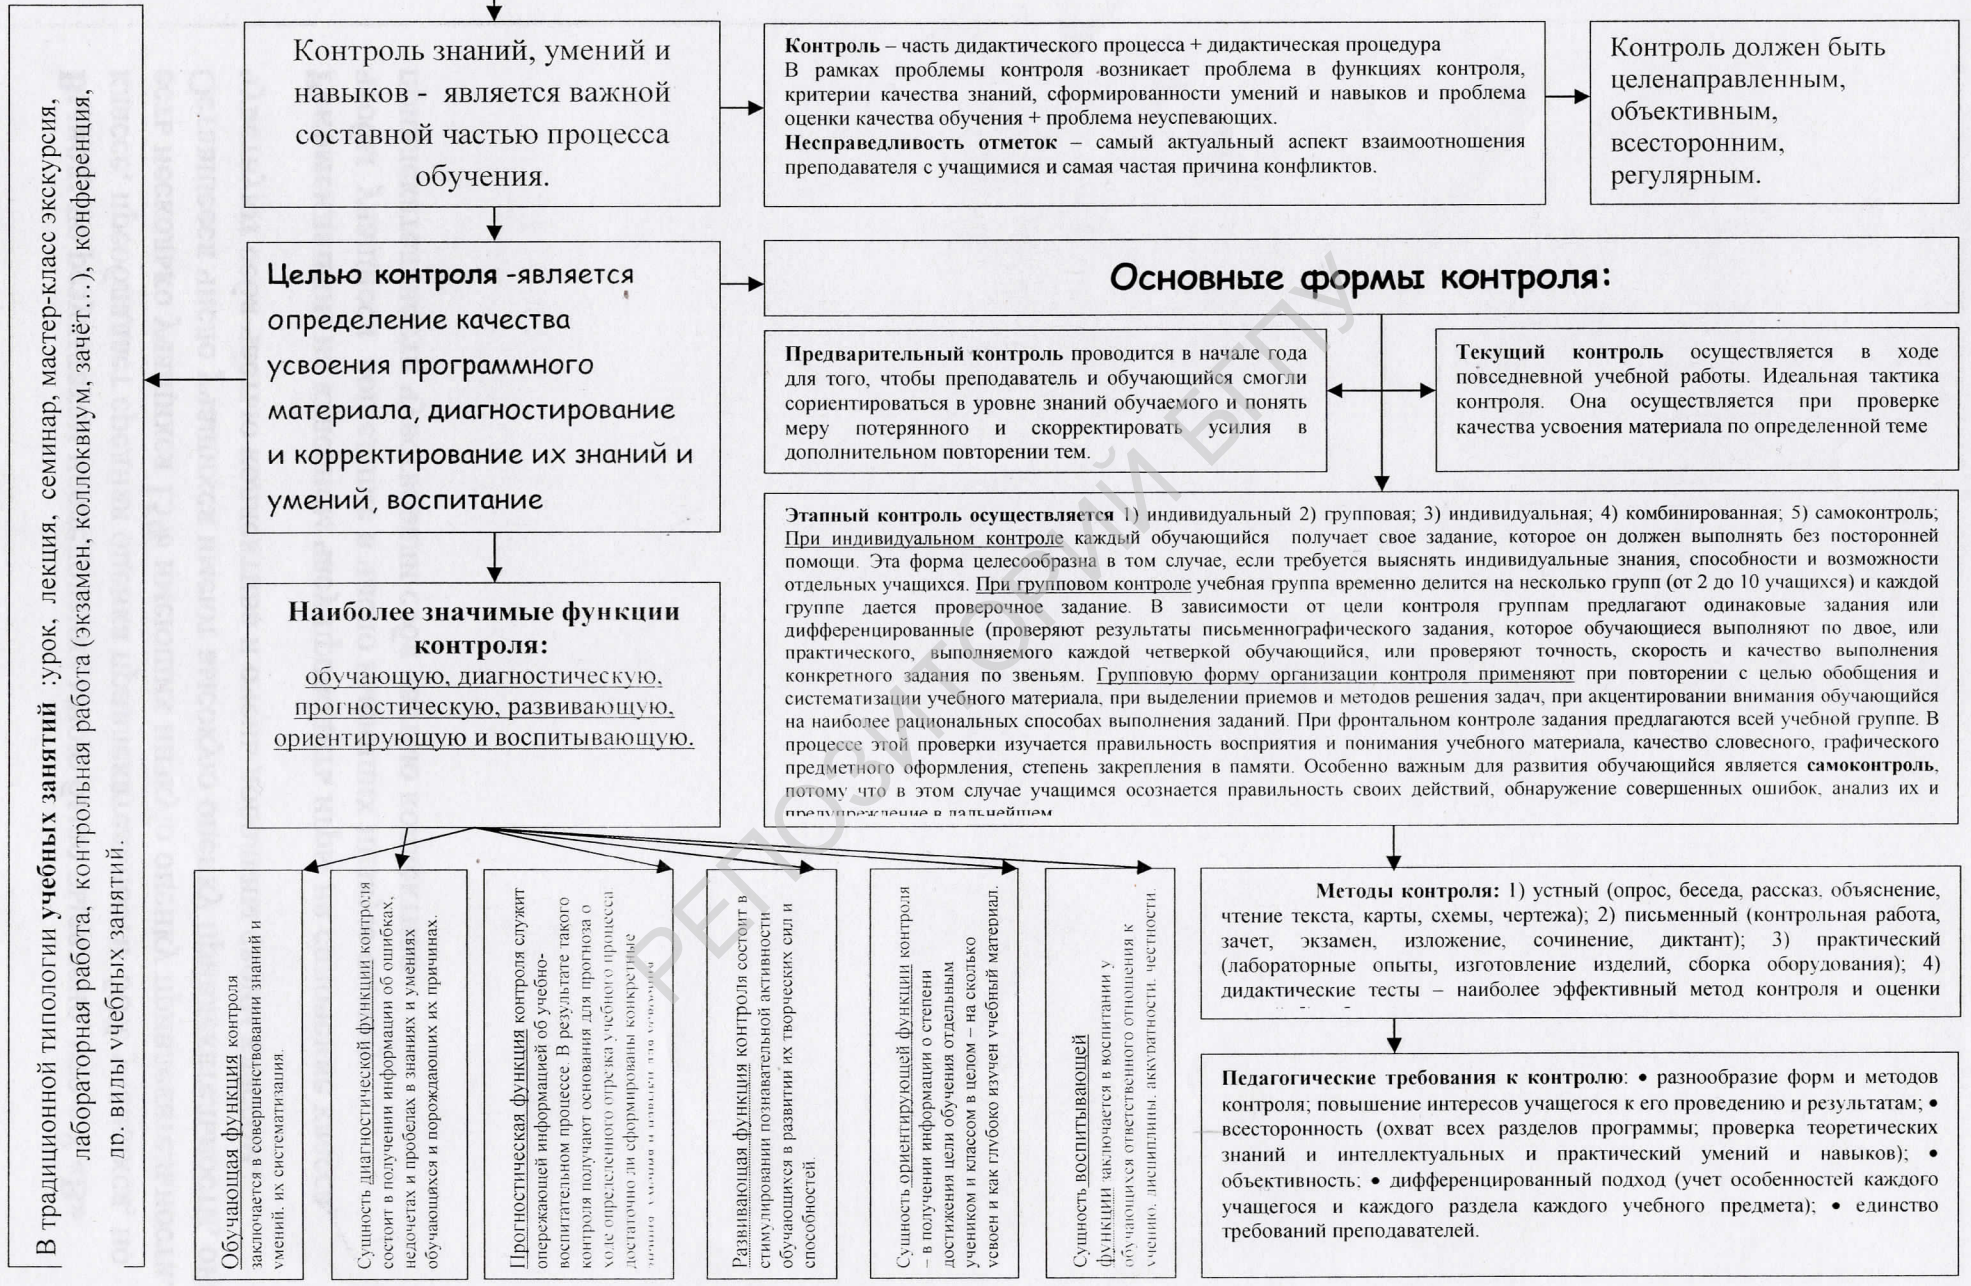 В традиционной типологии учебных занятий :урок, лекция, семинар, мастер-класс экскурсия,
лабораторная работа, контрольная работа (экзамен, коллоквиум, зачёт...), конференция,
др. виды учебных занятий.
Контроль знаний, умений и
навыков - является важной
составной частью процесса
обучения.
Контроль – часть дидактического процесса + дидактическая процедура
В рамках проблемы контроля возникает проблема в функциях контроля,
критерии качества знаний, сформированности умений и навыков и проблема
оценки качества обучения + проблема неуспевающих.
Несправедливость отметок – самый актуальный аспект взаимоотношения
преподавателя с учащимися и самая частая причина конфликтов.
Контроль должен быть
целенаправленным,
объективным,
всесторонним,
регулярным.
Целью контроля -является
определение качества
усвоения программного
материала, диагностирование
и корректирование их знаний и
умений, воспитание
Основные формы контроля:
Предварительный контроль проводится в начале года
для того, чтобы преподаватель и обучающийся смогли
сориентироваться в уровне знаний обучаемого и понять
меру потерянного и скорректировать усилия в
дополнительном повторении тем.
Текущий контроль осуществляется в ходе
повседневной учебной работы. Идеальная тактика
контроля. Она осуществляется при проверке
качества усвоения материала по определенной теме
Этапный контроль осуществляется 1) индивидуальный 2) групповая; 3) индивидуальная; 4) комбинированная; 5) самоконтроль;
При индивидуальном контроле каждый обучающийся получает свое задание, которое он должен выполнять без посторонней
помощи. Эта форма целесообразна в том случае, если требуется выяснять индивидуальные знания, способности и возможности
отдельных учащихся. При групповом контроле учебная группа временно делится на несколько групп (от 2 до 10 учащихся) и каждой
группе дается проверочное задание. В зависимости от цели контроля группам предлагают одинаковые задания или
дифференцированные (проверяют результаты письменнографического задания, которое обучающиеся выполняют по двое, или
практического, выполняемого каждой четверкой обучающийся, или проверяют точность, скорость и качество выполнения
конкретного задания по звеньям. Групповую форму организации контроля применяют при повторении с целью обобщения и
систематизации учебного материала, при выделении приемов и методов решения задач, при акцентировании внимания обучающийся
на наиболее рациональных способах выполнения заданий. При фронтальном контроле задания предлагаются всей учебной группе. В
процессе этой проверки изучается правильность восприятия и понимания учебного материала, качество словесного, графического
предметного оформления, степень закрепления в памяти. Особенно важным для развития обучающийся является самоконтроль,
потому что в этом случае учащимся осознается правильность своих действий, обнаружение совершенных ошибок, анализ их и
предупреждение в дальнейшем
Наиболее значимые функции
контроля:
обучающую, диагностическую,
прогностическую, развивающую,
ориентирующую и воспитывающую.
Обучающая функция контроля
заключается в совершенствовании знаний и
умений, их систематизация.
Сущность диагностической функции контроля
состоит в получении информации об ошибках,
недочетах и пробелах в знаниях и умениях
обучающихся и порождающих их причинах.
Прогностическая функция контроля служит
опережающей информацией об учебно-
воспитательном процессе. В результате такого
контроля получают основания для прогноза о
ходе определенного отрезка учебного процесса
достаточно ли сформированы конкретные
Развивающая функция контроля состоит в
стимулировании познавательной активности
обучающихся в развитии их творческих сил и
способностей.
Сущность ориентирующей функции контроля
– в получении информации о степени
достижения цели обучения отдельным
учеником и классом в целом – на сколько
усвоен и как глубоко изучен учебный материал.
Сущность воспитывающей
функции заключается в воспитании у
обучающихся ответственного отношения к
учению, дисциплины, аккуратности, честности.
Методы контроля: 1) устный (опрос, беседа, рассказ, объяснение,
чтение текста, карты, схемы, чертежа); 2) письменный (контрольная работа,
зачет, экзамен, изложение, сочинение, диктант); 3) практический
(лабораторные опыты, изготовление изделий, сборка оборудования); 4)
дидактические тесты – наиболее эффективный метод контроля и оценки
Педагогические требования к контролю: • разнообразие форм и методов
контроля; повышение интересов учащегося к его проведению и результатам; •
всесторонность (охват всех разделов программы; проверка теоретических
знаний и интеллектуальных и практический умений и навыков); •
объективность; • дифференцированный подход (учет особенностей каждого
учащегося и каждого раздела каждого учебного предмета); • единство
требований преподавателей.
РЕПОЗИТОРИЙ БГПУ